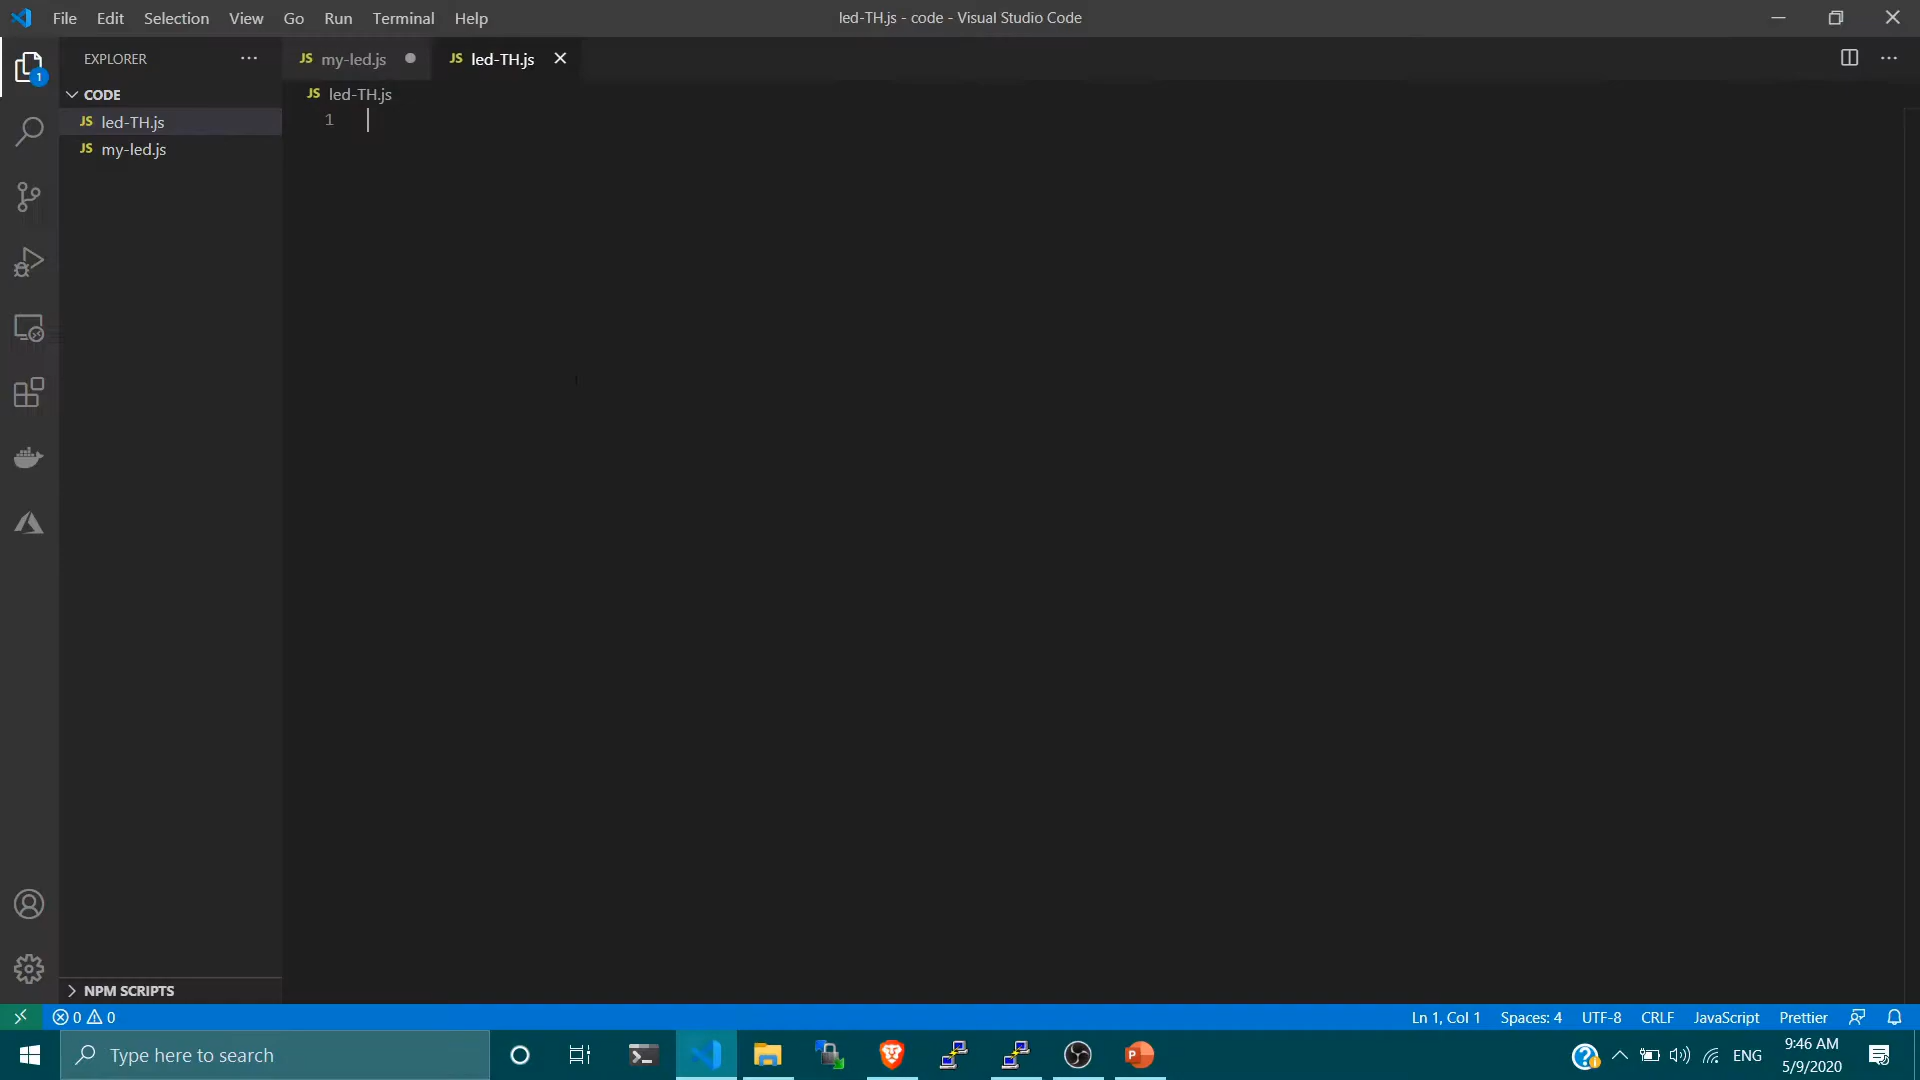 File Edit Selection View Go Run Terminal Help
led-TH.js - code - Visual Studio Code
EXPLORER
JS my-led.js
JS led-TH.js
CODE
JS led-TH.js
JS led-TH.js
1
JS my-led.js
1
NPM SCRIPTS
0 0
Ln 1, Col 1
Spaces: 4
UTF-8
CRLF
JavaScript
Prettier
Type here to search
P
ENG
9:46 AM
5/9/2020